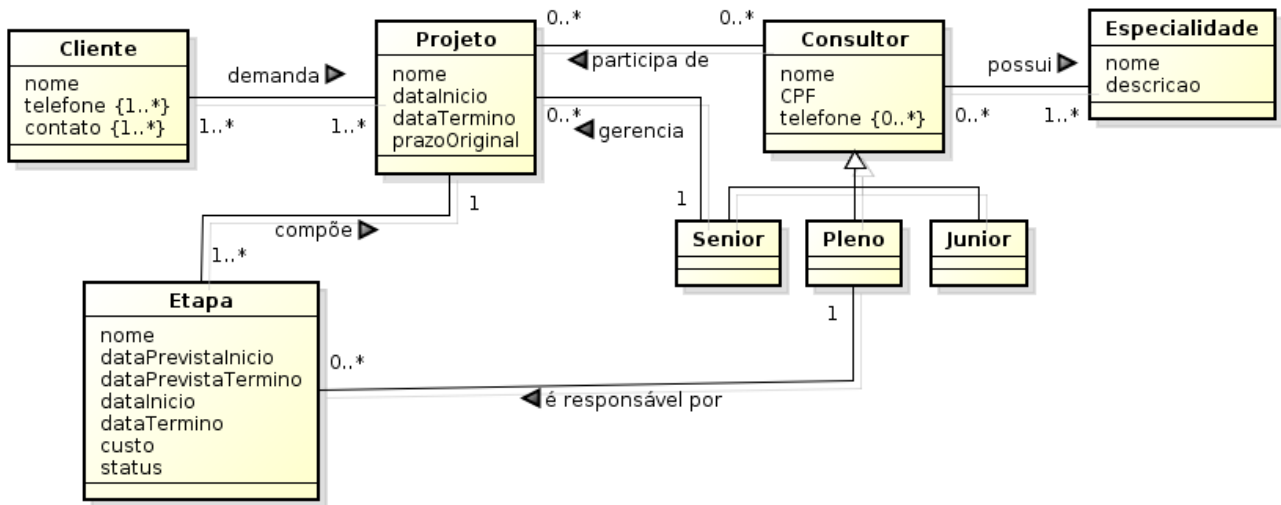 Cliente
nome
telefone {1..*}
contato {1..*}
demanda
1..*
1..*
Projeto
nome
dataInicio
dataTermino
prazoOriginal
0..*
0..*
participa de
0..*
gerencia
1
Consultor
nome
CPF
telefone {0..*}
possui
0..*
1..*
Especialidade
nome
descricao
Senior
Pleno
Junior
1
compõe
1..*
Etapa
nome
dataPrevistaInicio
dataPrevistaTermino
dataInicio
dataTermino
custo
status
0..*
1
é responsável por